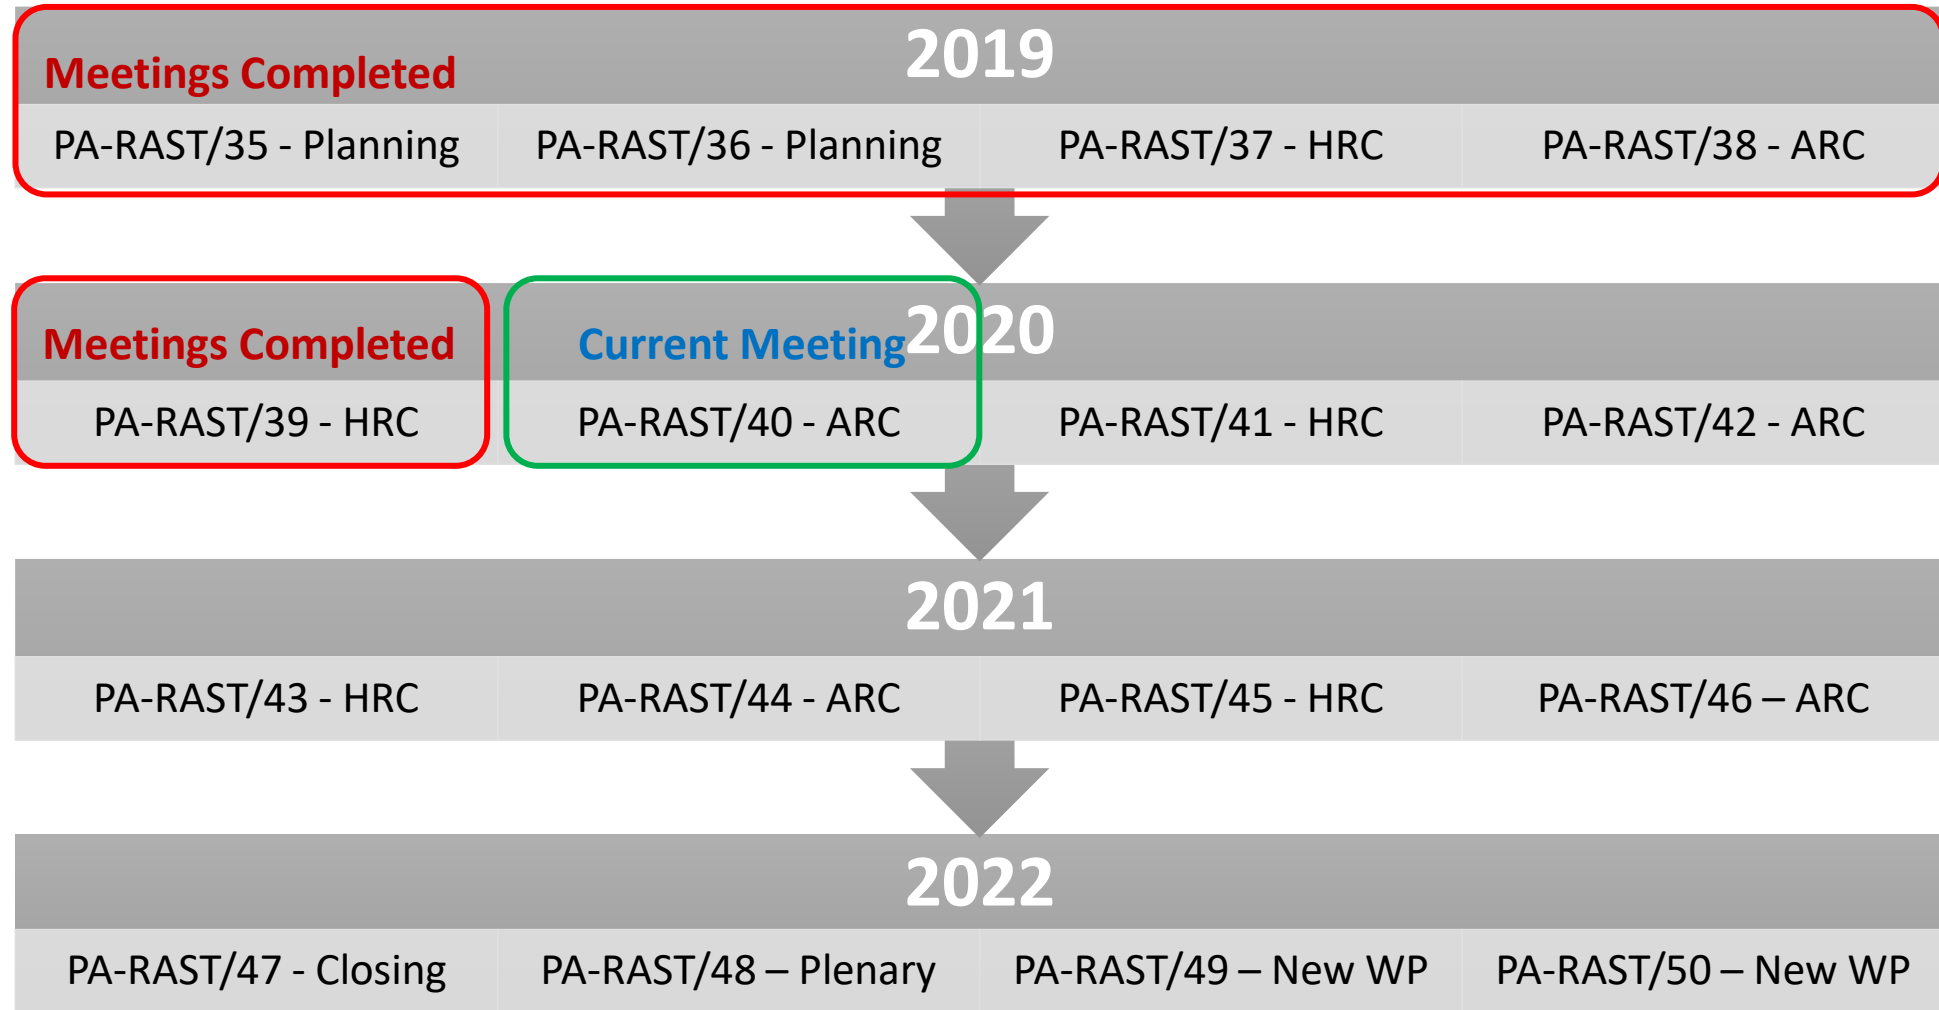 2019
Meetings Completed
PA-RAST/35 - Planning
PA-RAST/36 - Planning
PA-RAST/37 - HRC
PA-RAST/38 - ARC
2020
Meetings Completed
Current Meeting
PA-RAST/39 - HRC
PA-RAST/40 - ARC
PA-RAST/41 - HRC
PA-RAST/42 - ARC
2021
PA-RAST/43 - HRC
PA-RAST/44 - ARC
PA-RAST/45 - HRC
PA-RAST/46 – ARC
2022
PA-RAST/47 - Closing
PA-RAST/48 – Plenary
PA-RAST/49 – New WP
PA-RAST/50 – New WP